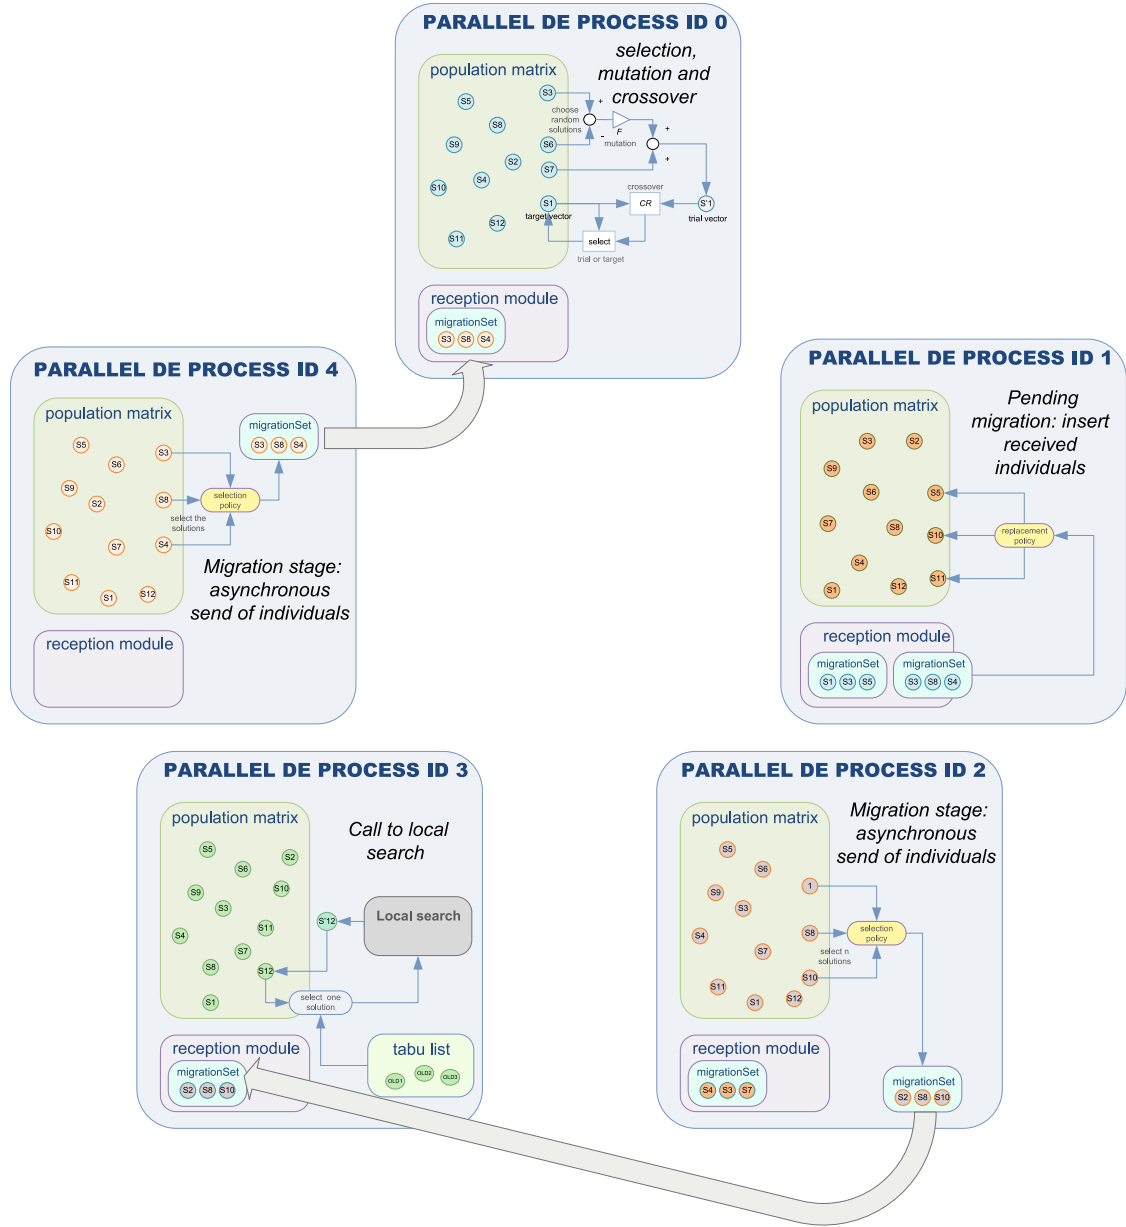 PARALLEL DE PROCESS ID 0
selection,
mutation and
crossover
population matrix
S3
S5
S8
S9
S6
S2
S7
S4
S10
S1
S12
S11
choose
random
solutions
+
-
F
mutation
+
+
crossover
CR
S'1
trial vector
target vector
select
trial or target
reception module
migrationSet
S3 S8 S4
PARALLEL DE PROCESS ID 4
population matrix
S5
S3
S6
S9
S8
S2
S10
S7
S4
S11
S1
S12
select the
solutions
selection
policy
migrationSet
S3 S8 S4
Migration stage:
asynchronous
send of individuals
reception module
PARALLEL DE PROCESS ID 1
population matrix
Pending
migration: insert
received
individuals
S3
S2
S9
S6
S5
S7
S8
S10
S4
S11
S1
S12
replacement
policy
reception module
migrationSet
S1 S3 S5
migrationSet
S3 S8 S4
PARALLEL DE PROCESS ID 3
population matrix
Call to local
search
S5
S2
S6
S9
S10
S3
S4
S11
S7
S8
S12
S1
S'12
Local search
select one
solution
reception module
migrationSet
S2 S8 S10
tabu list
OLD1 OLD2 OLD3
PARALLEL DE PROCESS ID 2
population matrix
Migration stage:
asynchronous
send of individuals
S5
S6
1
S9
S3
S4
S8
S7
S10
S11
S1
S12
select n
solutions
selection
policy
reception module
migrationSet
S4 S3 S7
migrationSet
S2 S8 S10